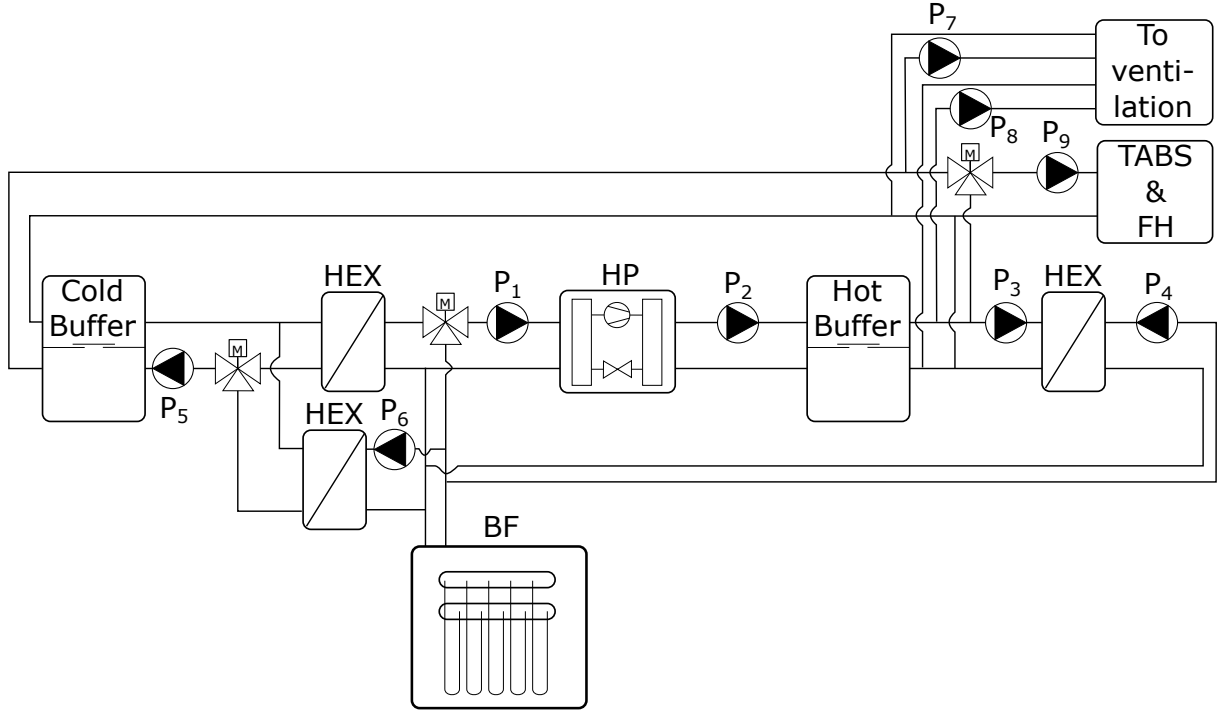 P7
To
venti-
lation
P8
P9
M
TABS
&
FH
Cold
Buffer
HEX
M
P1
HP
P2
Hot
Buffer
P3
HEX
P4
M
P5
HEX
P6
BF